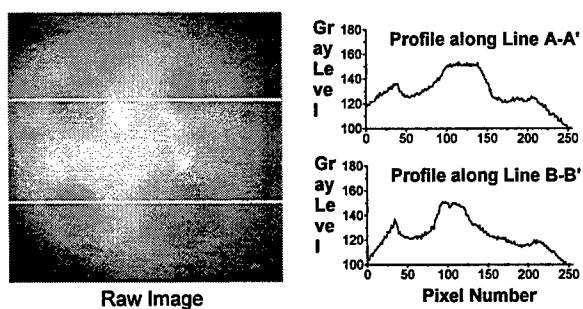 Raw Image
Gr
ay
Le
ve
l
Profile along Line A-A'
180
160
140
120
100
0 50 100 150 200 250
Gr
ay
Le
ve
l
Profile along Line B-B'
180
160
140
120
100
0 50 100 150 200 250
Pixel Number